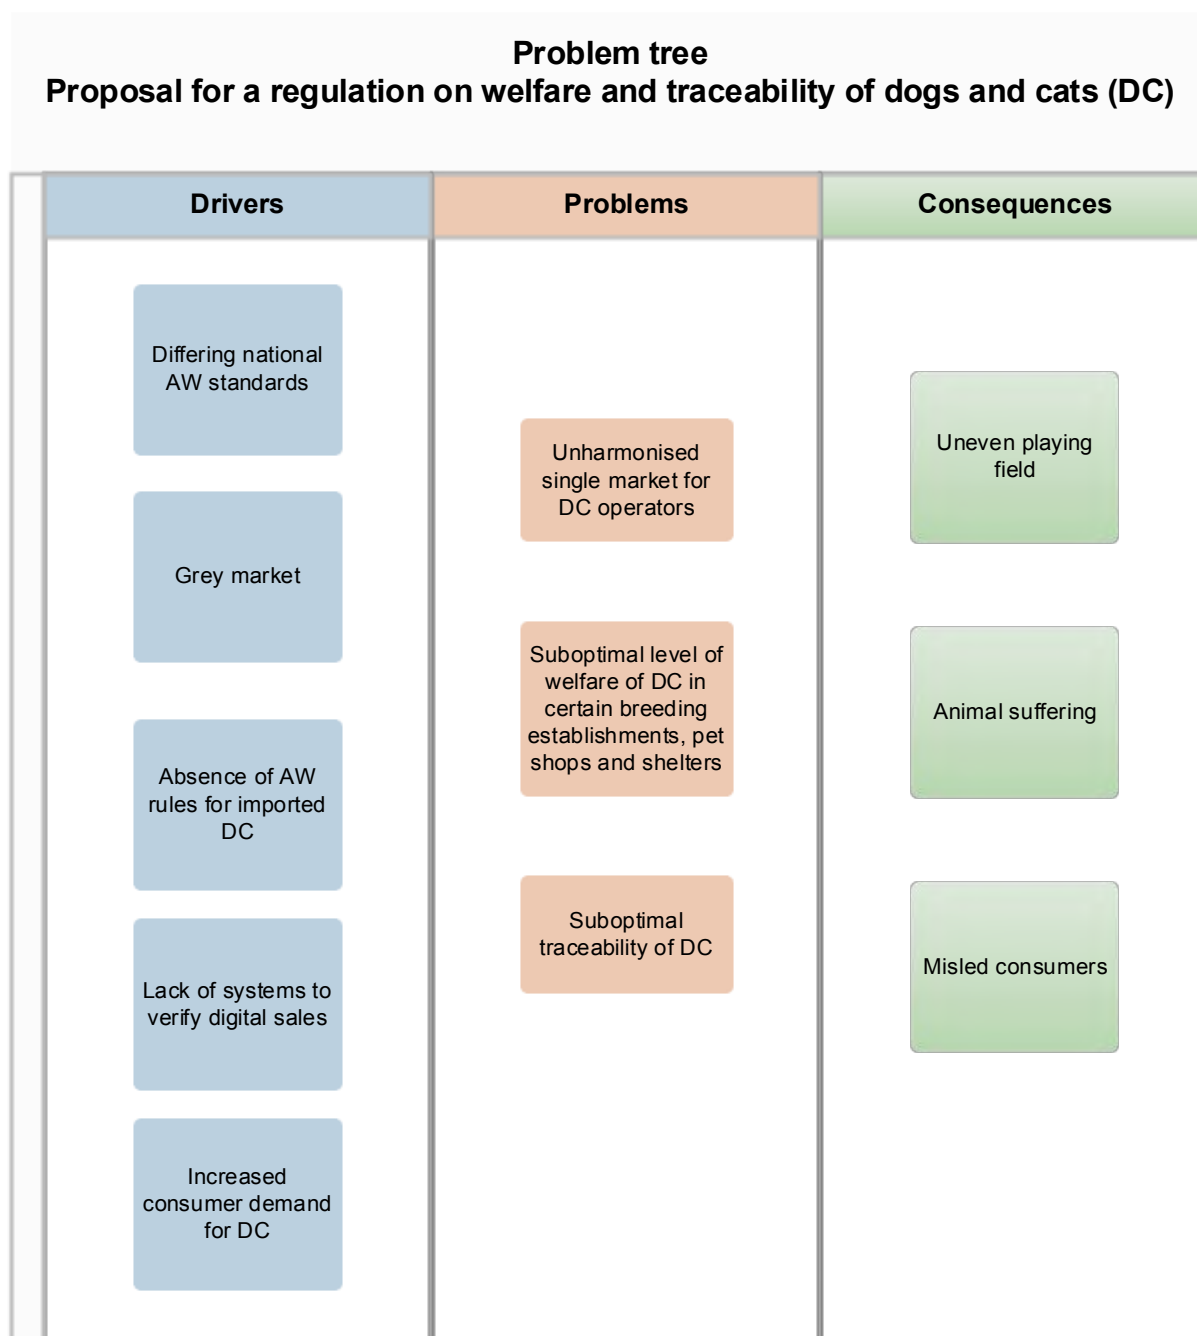 Problem tree
Proposal for a regulation on welfare and traceability of dogs and cats (DC)
Drivers
Problems
Consequences
Differing national
AW standards
Grey market
Absence of AW
rules for imported
DC
Lack of systems to
verify digital sales
Increased
consumer demand
for DC
Unharmonised
single market for
DC operators
Suboptimal level of
welfare of DC in
certain breeding
establishments, pet
shops and shelters
Suboptimal
traceability of DC
Uneven playing
field
Animal suffering
Misled consumers